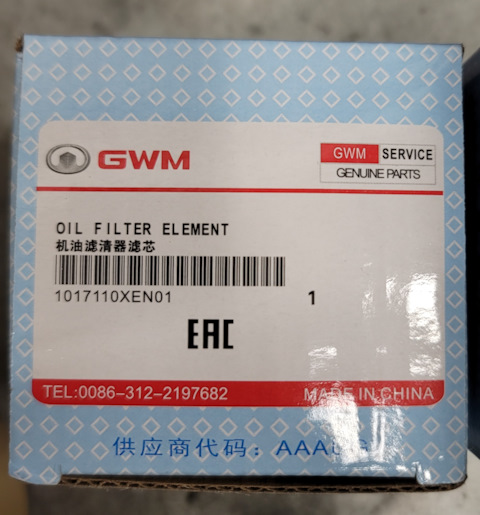 GWM
GWM SERVICE
GENUINE PARTS
OIL FILTER ELEMENT
机油滤清器滤芯
1017110XEN01
1
EAC
TEL:0086-312-2197682
MADE IN CHINA
供应商代码: